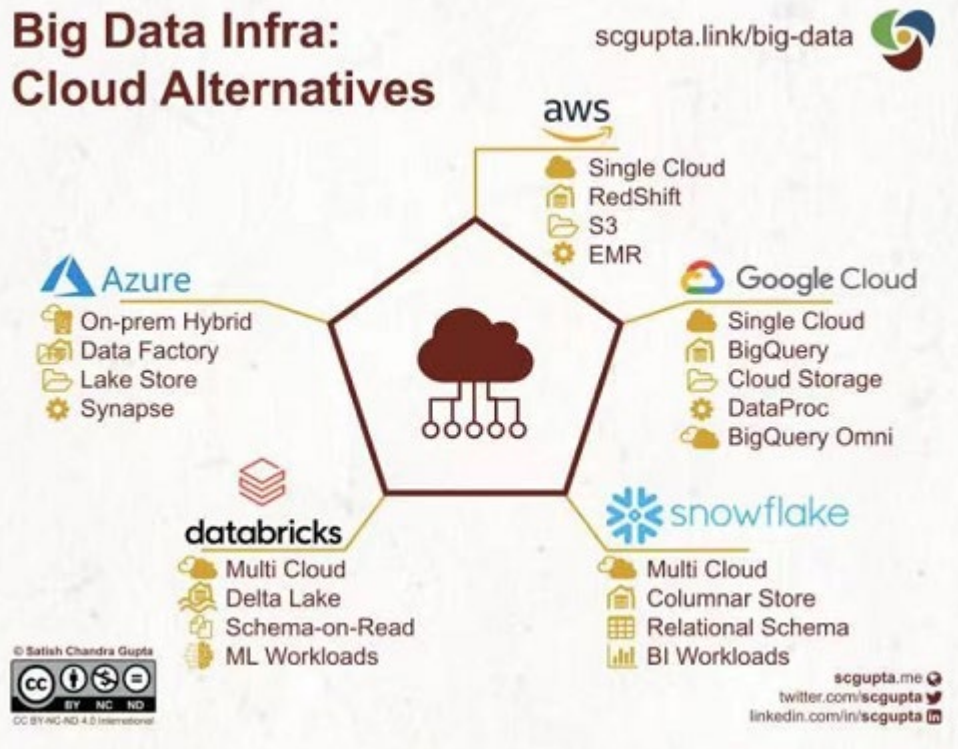 Big Data Infra:
Cloud Alternatives
scgupta.link/big-data
aws
Single Cloud
RedShift
S3
EMR
Azure
On-prem Hybrid
Data Factory
Lake Store
Synapse
Google Cloud
Single Cloud
BigQuery
Cloud Storage
DataProc
BigQuery Omni
databricks
Multi Cloud
Delta Lake
Schema-on-Read
ML Workloads
snowflake
Multi Cloud
Columnar Store
Relational Schema
BI Workloads
© Satish Chandra Gupta
cc
BY NC ND
CC BY-NC-ND 4.0 International
scgupta.me
twitter.com/scgupta
linkedin.com/in/scgupta in